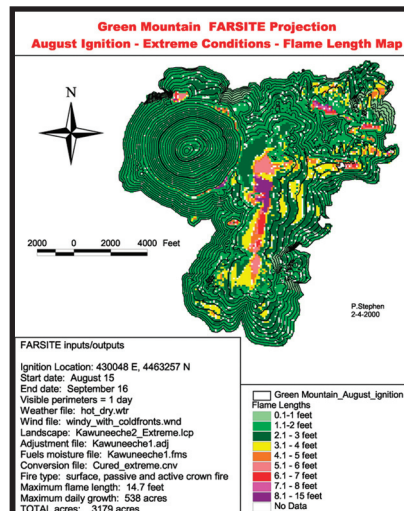 Green Mountain FARSITE Projection
August Ignition - Extreme Conditions - Flame Length Map
N
2000 0 2000 4000 Feet
P.Stephen
2-4-2000
FARSITE inputs/outputs
Ignition Location: 430048 E, 4463257 N
Start date: August 15
End date: September 16
Visible perimeters = 1 day
Weather file: hot_dry.wtr
Wind file: windy_with_coldfronts.wnd
Landscape: Kawuneeche2_Extreme.lcp
Adjustment file: Kawuneeche1.adj
Fuels moisture file: Kawuneeche1.fms
Conversion file: Cured_extreme.cnv
Fire type: surface, passive and active crown fire
Maximum flame length: 14.7 feet
Maximum daily growth: 538 acres
TOTAL acres: 3179 acres
Green Mountain_August_ignition
Flame Lengths
0.1-1 feet
1.1-2 feet
2.1 - 3 feet
3.1 - 4 feet
4.1 - 5 feet
5.1 - 6 feet
6.1 - 7 feet
7.1 - 8 feet
8.1 - 15 feet
No Data